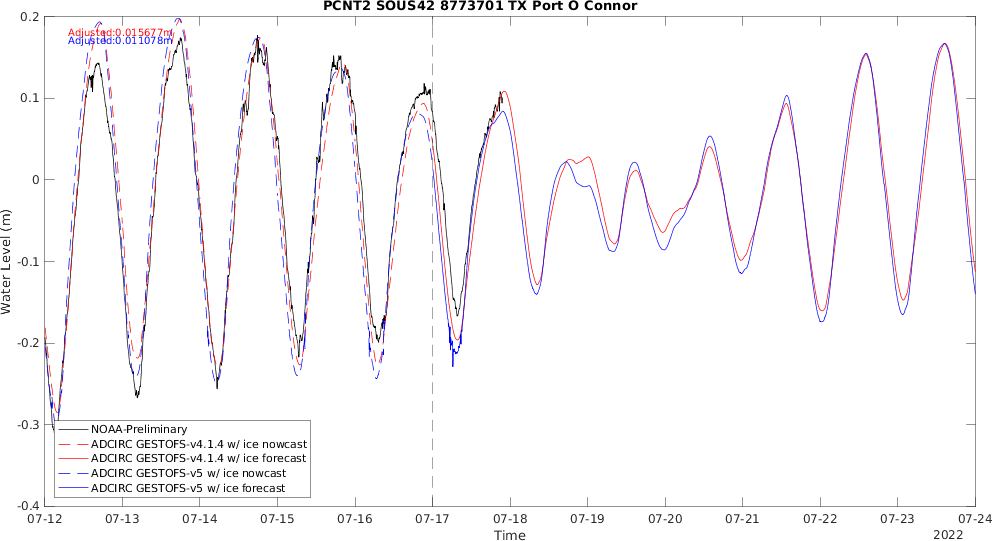 PCNT2 SOUS42 8773701 TX Port O Connor
Adjusted:0.015677m
Adjusted:0.011078m
0.2
0.1
0
-0.1
-0.2
-0.3
-0.4
Water Level (m)
NOAA-Preliminary
ADCIRC GESTOFS-v4.1.4 w/ ice nowcast
ADCIRC GESTOFS-v4.1.4 w/ ice forecast
ADCIRC GESTOFS-v5 w/ ice nowcast
ADCIRC GESTOFS-v5 w/ ice forecast
07-12 07-13 07-14 07-15 07-16 07-17 07-18 07-19 07-20 07-21 07-22 07-23 07-24
Time
2022